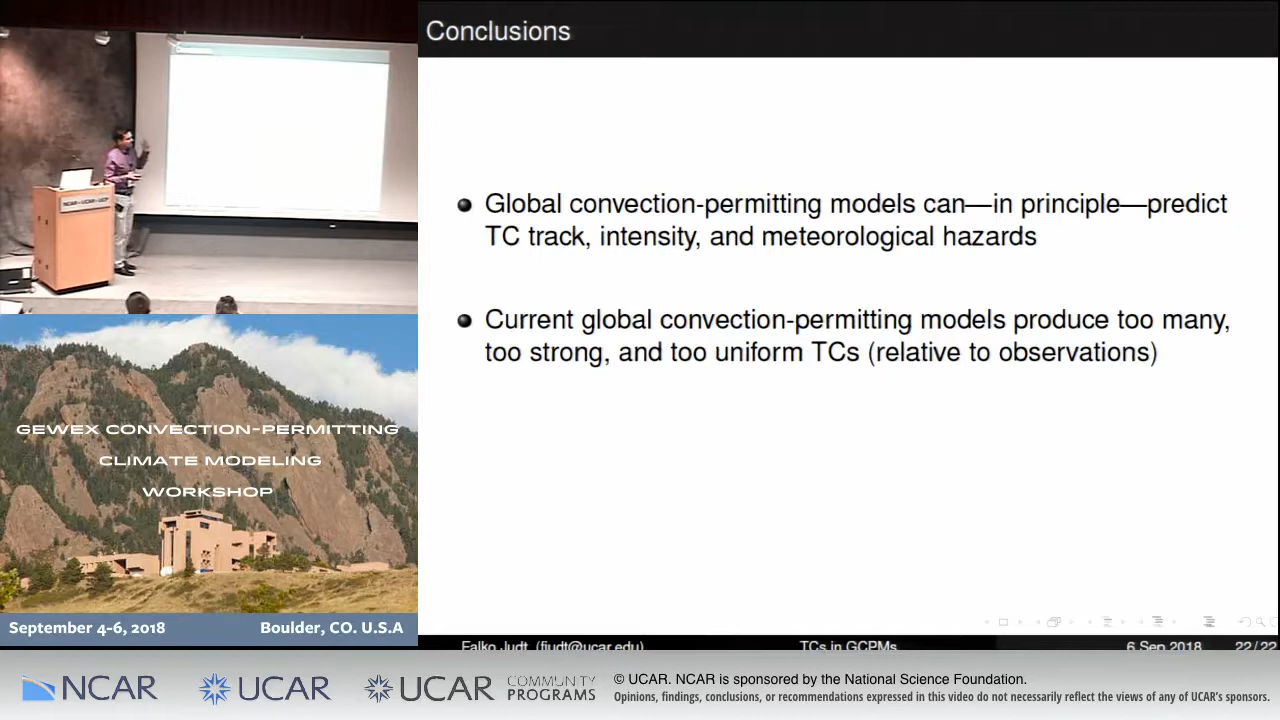 Conclusions
Global convection-permitting models can—in principle—predict
TC track, intensity, and meteorological hazards
Current global convection-permitting models produce too many,
too strong, and too uniform TCs (relative to observations)
Falko Judt (fjudt@ucar.edu)
TCs in GCPMs
6 Sep 2018
22/22
NCAR•UCAR•UCP
GEWEX CONVECTION-PERMITTING
CLIMATE MODELING
WORKSHOP
September 4-6, 2018
Boulder, CO. U.S.A
NCAR
UCAR
UCAR
COMMUNITY
PROGRAMS
© UCAR. NCAR is sponsored by the National Science Foundation.
Opinions, findings, conclusions, or recommendations expressed in this video do not necessarily reflect the views of any of UCAR's sponsors.